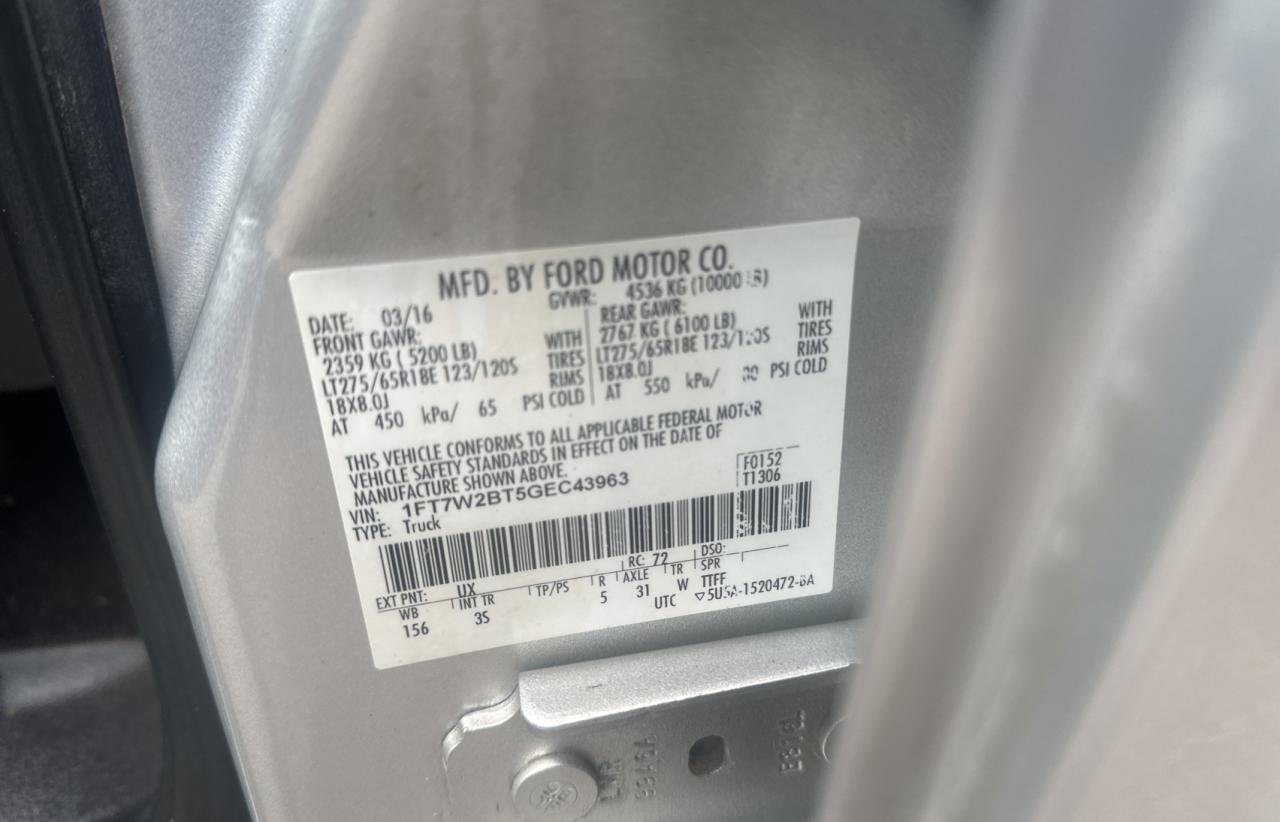 MFD. BY FORD MOTOR CO.
DATE: 03/16 GVWR: 4536 KG (10000
FRONT GAWR: REAR GAWR:
2359 KG ( 5200 LB) WITH 2767 KG ( 6100 LB) WITH
LT275/65R18E 123/120S TIRES LT275/65R18E TIRES
18X8.0J RIMS 18X8.0J RIMS
AT 450 kPa/ 65 PSI COLD AT 550 kPa/ PSI COLD
THIS VEHICLE CONFORMS TO ALL APPLICABLE FEDERAL MOTOR
VEHICLE SAFETY STANDARDS IN EFFECT ON THE DATE OF
MANUFACTURE SHOWN ABOVE.
VIN: 1FT7W2BT5GEC43963 F0152
TYPE: Truck T1306
EXT PNT: UX RC: 72 DSO:
WB INT TR TP/PS R AXLE TR SPR
156 3S 5 31 W TTFF
UTC